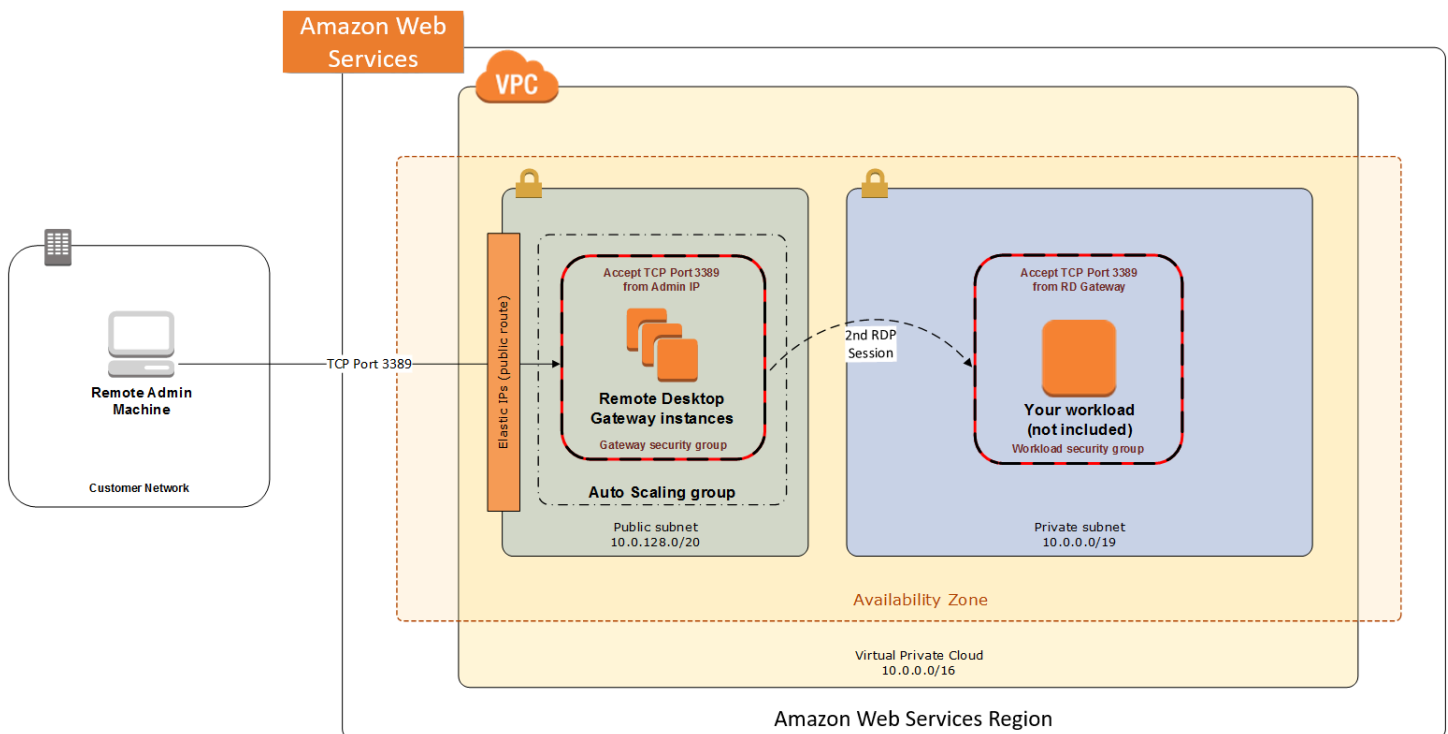 Amazon Web
Services
VPC
Accept TCP Port 3389
from Admin IP
Accept TCP Port 3389
from RD Gateway
Elastic IPs (public route)
2nd RDP
Session
TCP Port 3389
Remote Admin
Machine
Remote Desktop
Gateway instances
Your workload
(not included)
Gateway security group
Workload security group
Customer Network
Auto Scaling group
Public subnet
10.0.128.0/20
Private subnet
10.0.0.0/19
Availability Zone
Virtual Private Cloud
10.0.0.0/16
Amazon Web Services Region